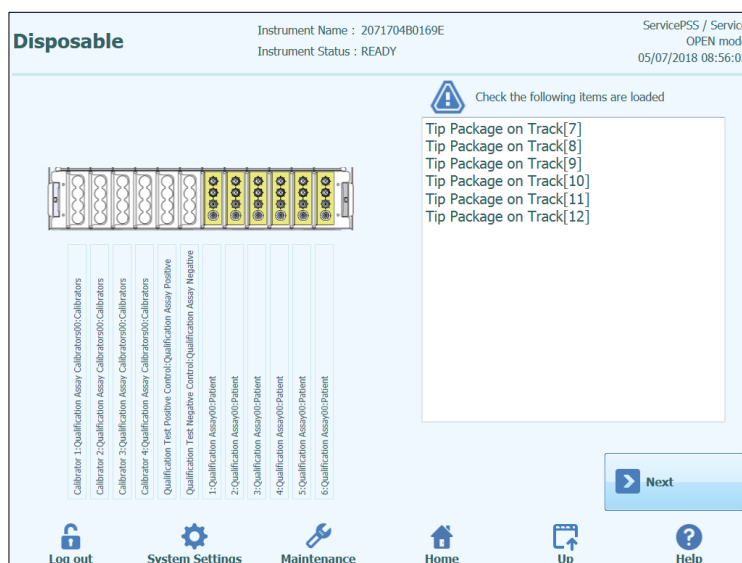 Disposable
Instrument Name : 2071704B0169E
Instrument Status : READY
ServicePSS / Service
OPEN mod
05/07/2018 08:56:0
Check the following items are loaded
Tip Package on Track[7]
Tip Package on Track[8]
Tip Package on Track[9]
Tip Package on Track[10]
Tip Package on Track[11]
Tip Package on Track[12]
Calibrator 1:Qualification Assay Calibrators00:Calibrators
Calibrator 2:Qualification Assay Calibrators00:Calibrators
Calibrator 3:Qualification Assay Calibrators00:Calibrators
Calibrator 4:Qualification Assay Calibrators00:Calibrators
Qualification Test Positive Control:Qualification Assay Positive
Qualification Test Negative Control:Qualification Assay Negative
1:Qualification Assay00:Patient
2:Qualification Assay00:Patient
3:Qualification Assay00:Patient
4:Qualification Assay00:Patient
5:Qualification Assay00:Patient
6:Qualification Assay00:Patient
Next
Log out
System Settings
Maintenance
Home
Up
Help